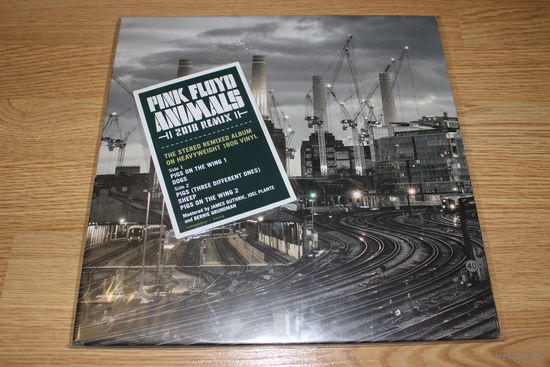 PINK FLOYD
ANIMALS
2018 REMIX
THE STEREO REMIXED ALBUM
ON HEAVYWEIGHT 180G VINYL
Side 1
PIGS ON THE WING 1
DOGS
Side 2
PIGS (THREE DIFFERENT ONES)
SHEEP
PIGS ON THE WING 2
Mastered by JAMES GUTHRIE, JOEL PLANTE
and BERNIE GRUNDMAN
40